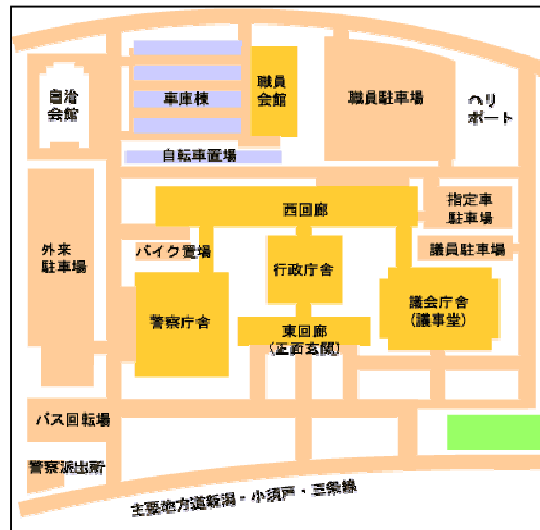 自治
会館
車庫棟
職員
会館
職員駐車場
ヘリ
ポート
自転車置場
西回廊
指定車
駐車場
外来
駐車場
バイク置場
行政庁舎
議員駐車場
警察庁舎
議会庁舎
(議事堂)
東回廊
(正面玄関)
バス回転場
警察派出所
主要地方道新潟・小須戸・三条線